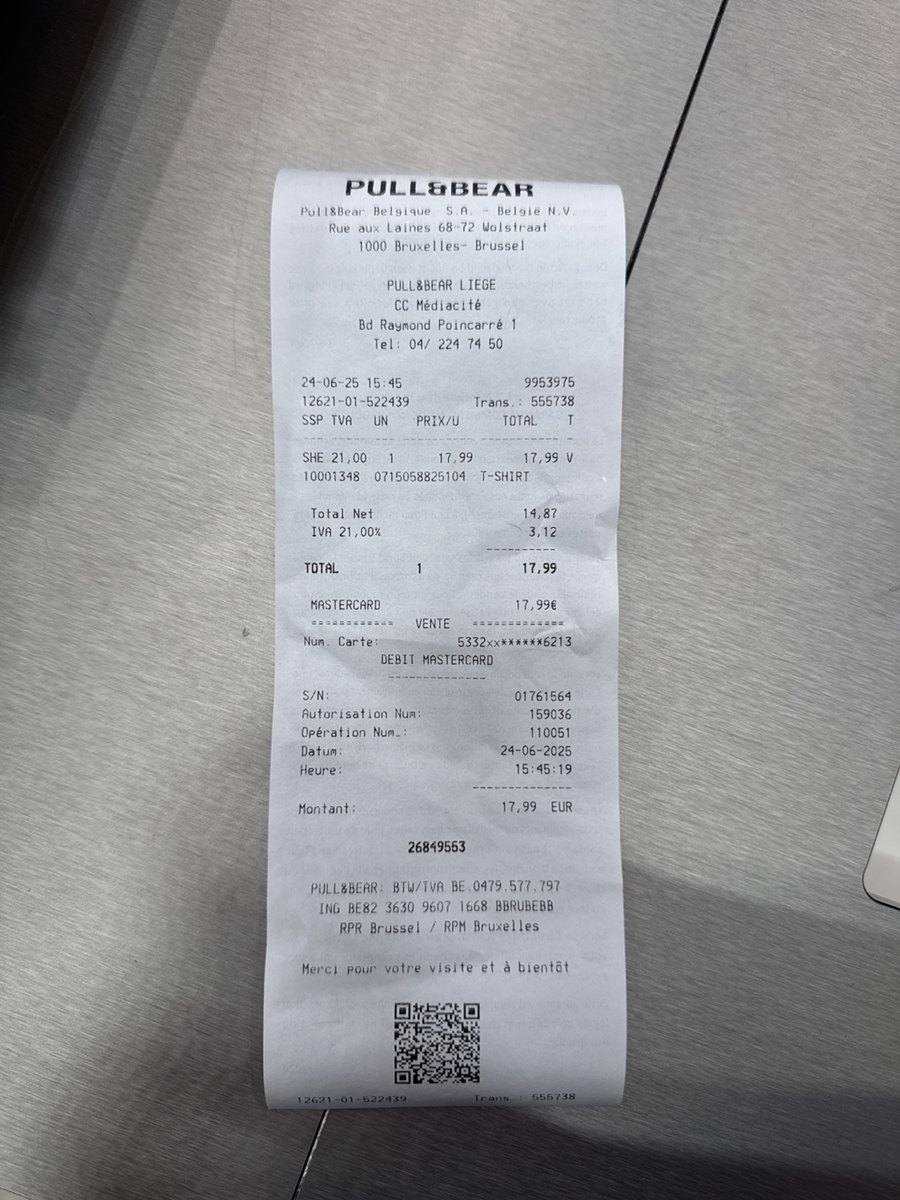 PULL&BEAR
Pull&Bear Belgique S.A. - België N.V.
Rue aux Laines 68-72 Wolstraat
1000 Bruxelles- Brussel
PULL&BEAR LIEGE
CC Médiacité
Bd Raymond Poincarré 1
Tel: 04/ 224 74 50
24-06-25 15:45 9953975
12621-01-522439 Trans.: 555738
SSP TVA UN PRIX/U TOTAL T
SHE 21,00 1 17,99 17,99 V
10001348 0715058825104 T-SHIRT
Total Net 14,87
IVA 21,00% 3,12
----------
TOTAL 1 17,99
MASTERCARD 17,99€
============ VENTE =============
Num. Carte: 5332xx******6213
DEBIT MASTERCARD
--------------
S/N: 01761564
Autorisation Num: 159036
Opération Num.: 110051
Datum: 24-06-2025
Heure: 15:45:19
--------------
Montant: 17,99 EUR
26849553
PULL&BEAR: BTW/TVA BE.0479.577.797
ING BE82 3630 9607 1668 BBRUBEBB
RPR Brussel / RPM Bruxelles
Merci pour votre visite et à bientôt
12621-01-522439 Trans.: 555738